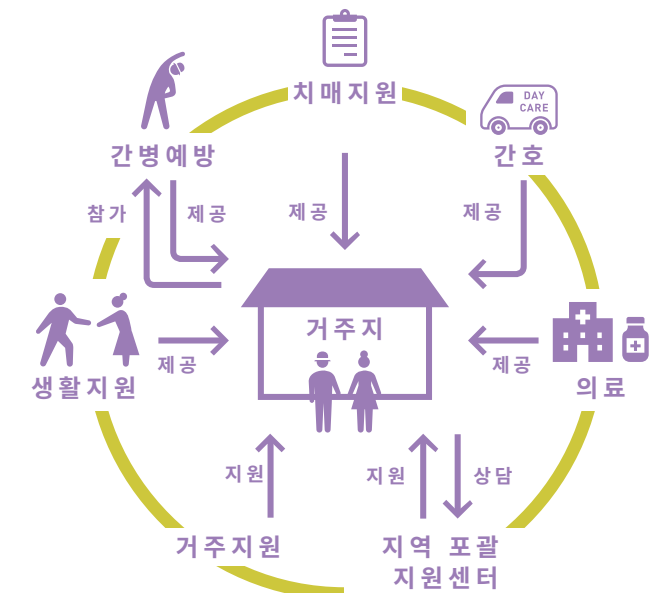 치매지원
DAY
CARE
간병예방
간호
참가
제공
제공
제공
거주지
생활지원
제공
제공
의료
지원
지원
상담
거주지원
지역 포괄
지원센터